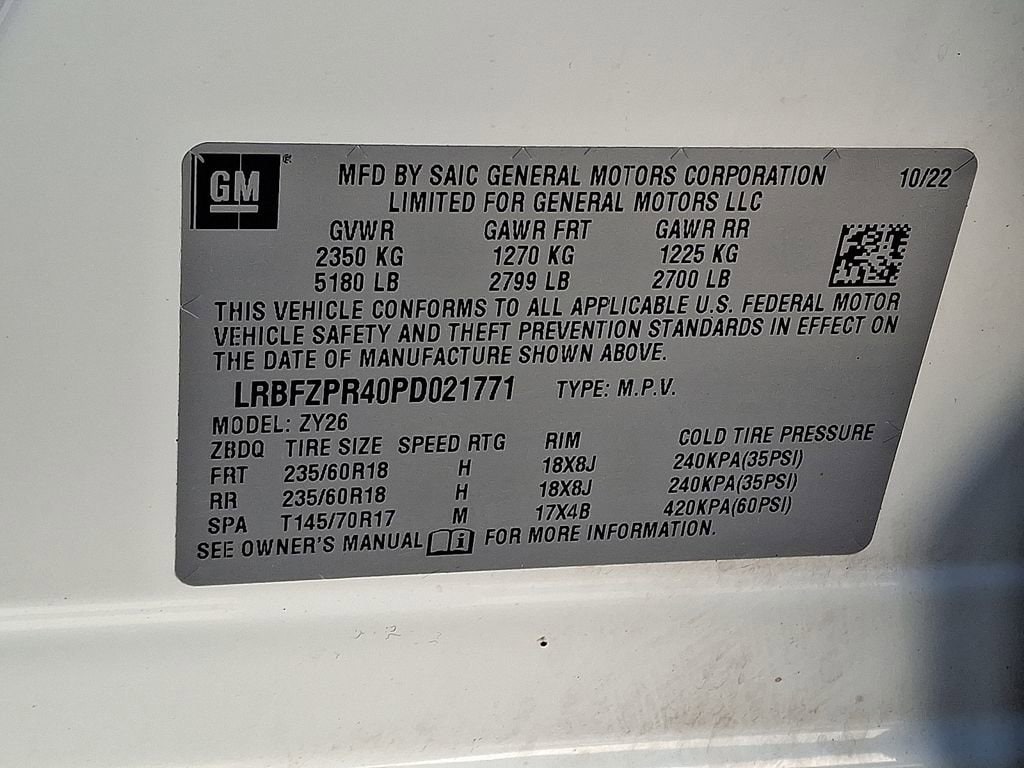 GM ®
MFD BY SAIC GENERAL MOTORS CORPORATION 10/22
LIMITED FOR GENERAL MOTORS LLC
GVWR GAWR FRT GAWR RR
2350 KG 1270 KG 1225 KG
5180 LB 2799 LB 2700 LB
THIS VEHICLE CONFORMS TO ALL APPLICABLE U.S. FEDERAL MOTOR
VEHICLE SAFETY AND THEFT PREVENTION STANDARDS IN EFFECT ON
THE DATE OF MANUFACTURE SHOWN ABOVE.
LRBFZPR40PD021771 TYPE: M.P.V.
MODEL: ZY26
ZBDQ TIRE SIZE SPEED RTG RIM COLD TIRE PRESSURE
FRT 235/60R18 H 18X8J 240KPA(35PSI)
RR 235/60R18 H 18X8J 240KPA(35PSI)
SPA T145/70R17 M 17X4B 420KPA(60PSI)
SEE OWNER'S MANUAL i FOR MORE INFORMATION.